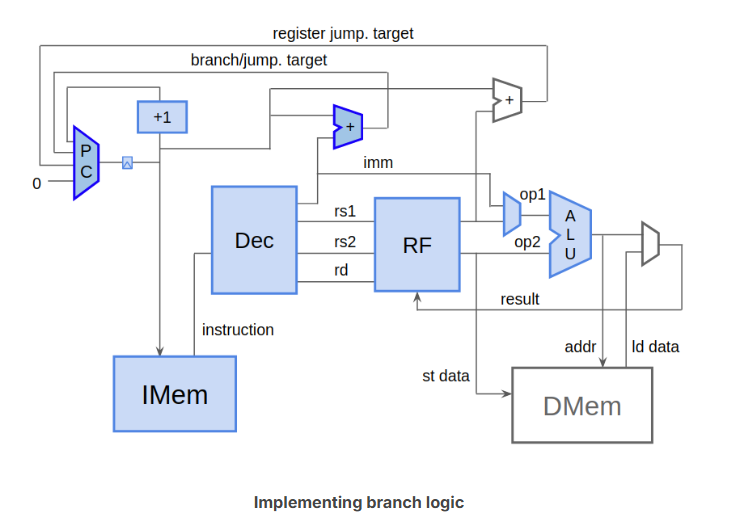 register jump. target
branch/jump. target
+1
+
+
P
C
0
imm
Dec
rs1
rs2
rd
RF
op1
op2
A
L
U
result
instruction
IMem
addr
ld data
st data
DMem
Implementing branch logic